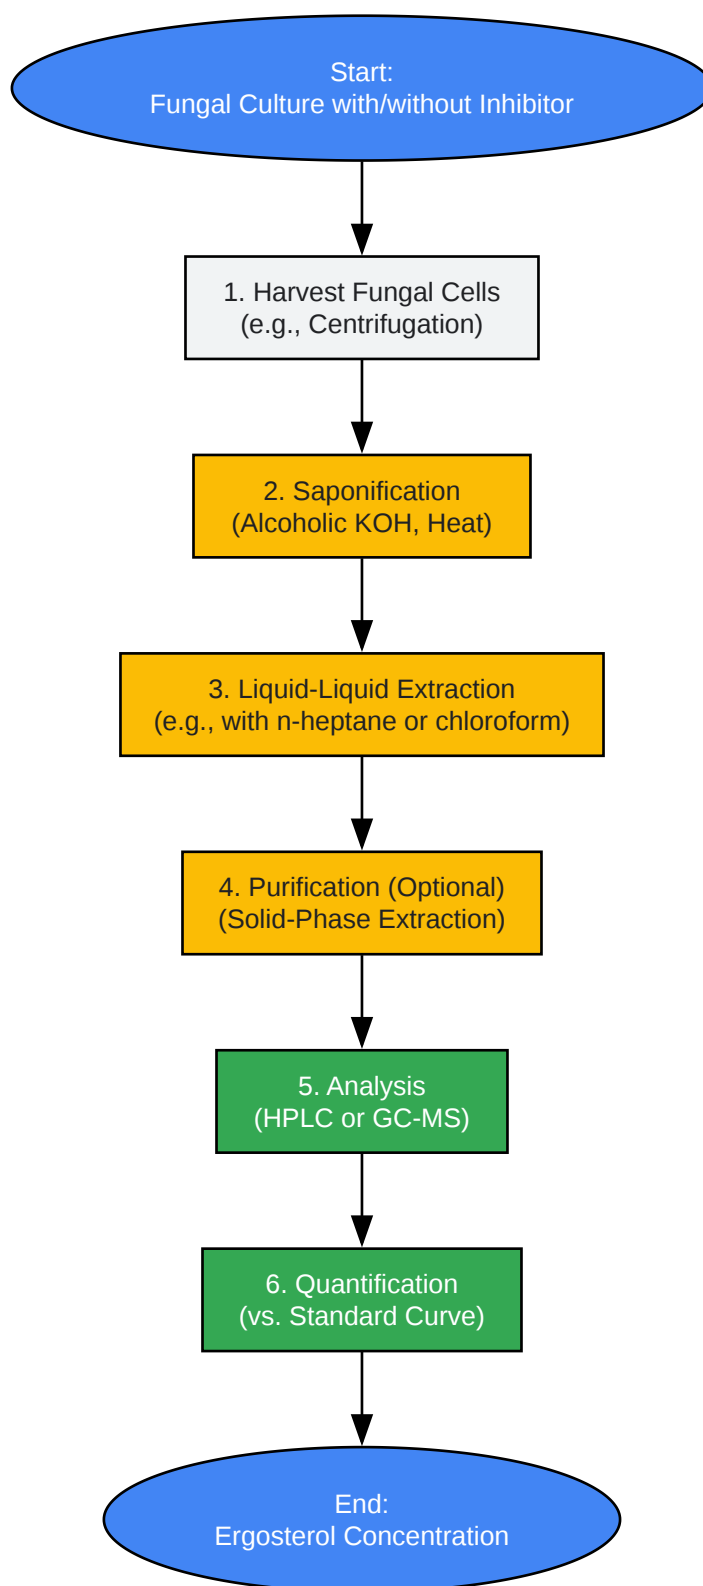 Start:
Fungal Culture with/without Inhibitor
1. Harvest Fungal Cells
(e.g., Centrifugation)
2. Saponification
(Alcoholic KOH, Heat)
3. Liquid-Liquid Extraction
(e.g., with n-heptane or chloroform)
4. Purification (Optional)
(Solid-Phase Extraction)
5. Analysis
(HPLC or GC-MS)
6. Quantification
(vs. Standard Curve)
End:
Ergosterol Concentration